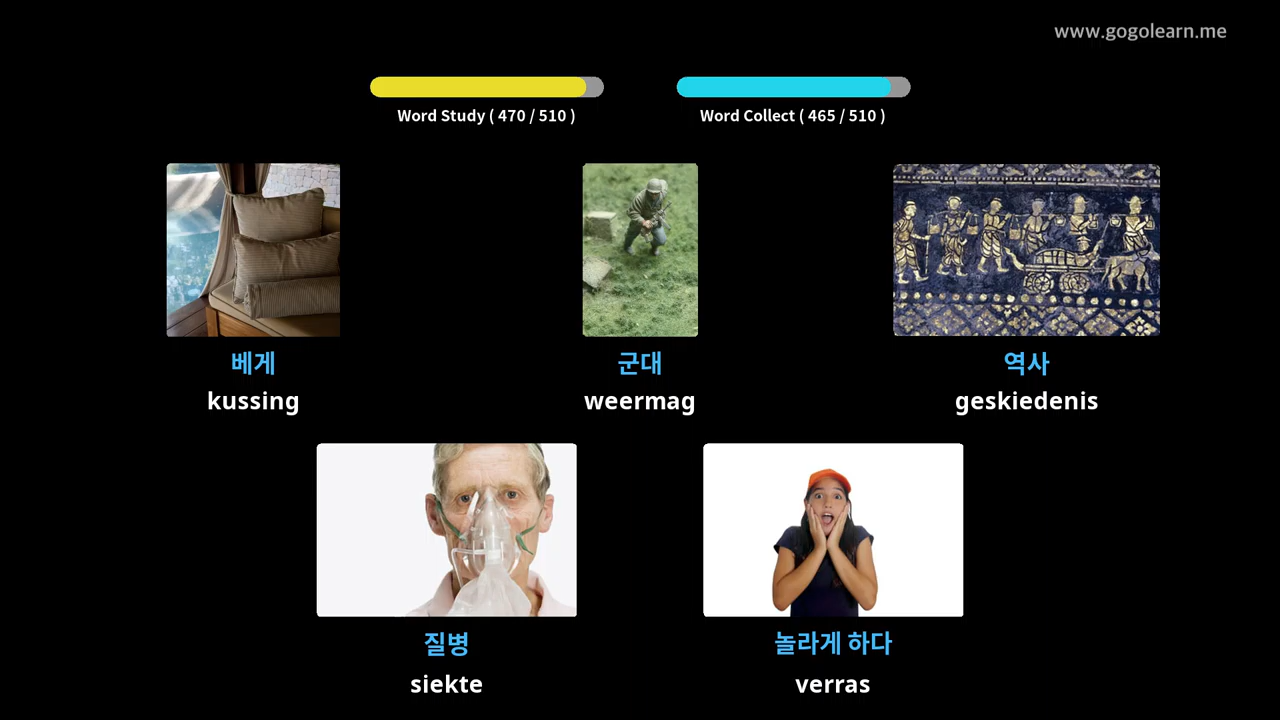 www.gogolearn.me
Word Study ( 470 / 510 )
Word Collect ( 465 / 510 )
베게
kussing
군대
weermag
역사
geskiedenis
질병
siekte
놀라게 하다
verras